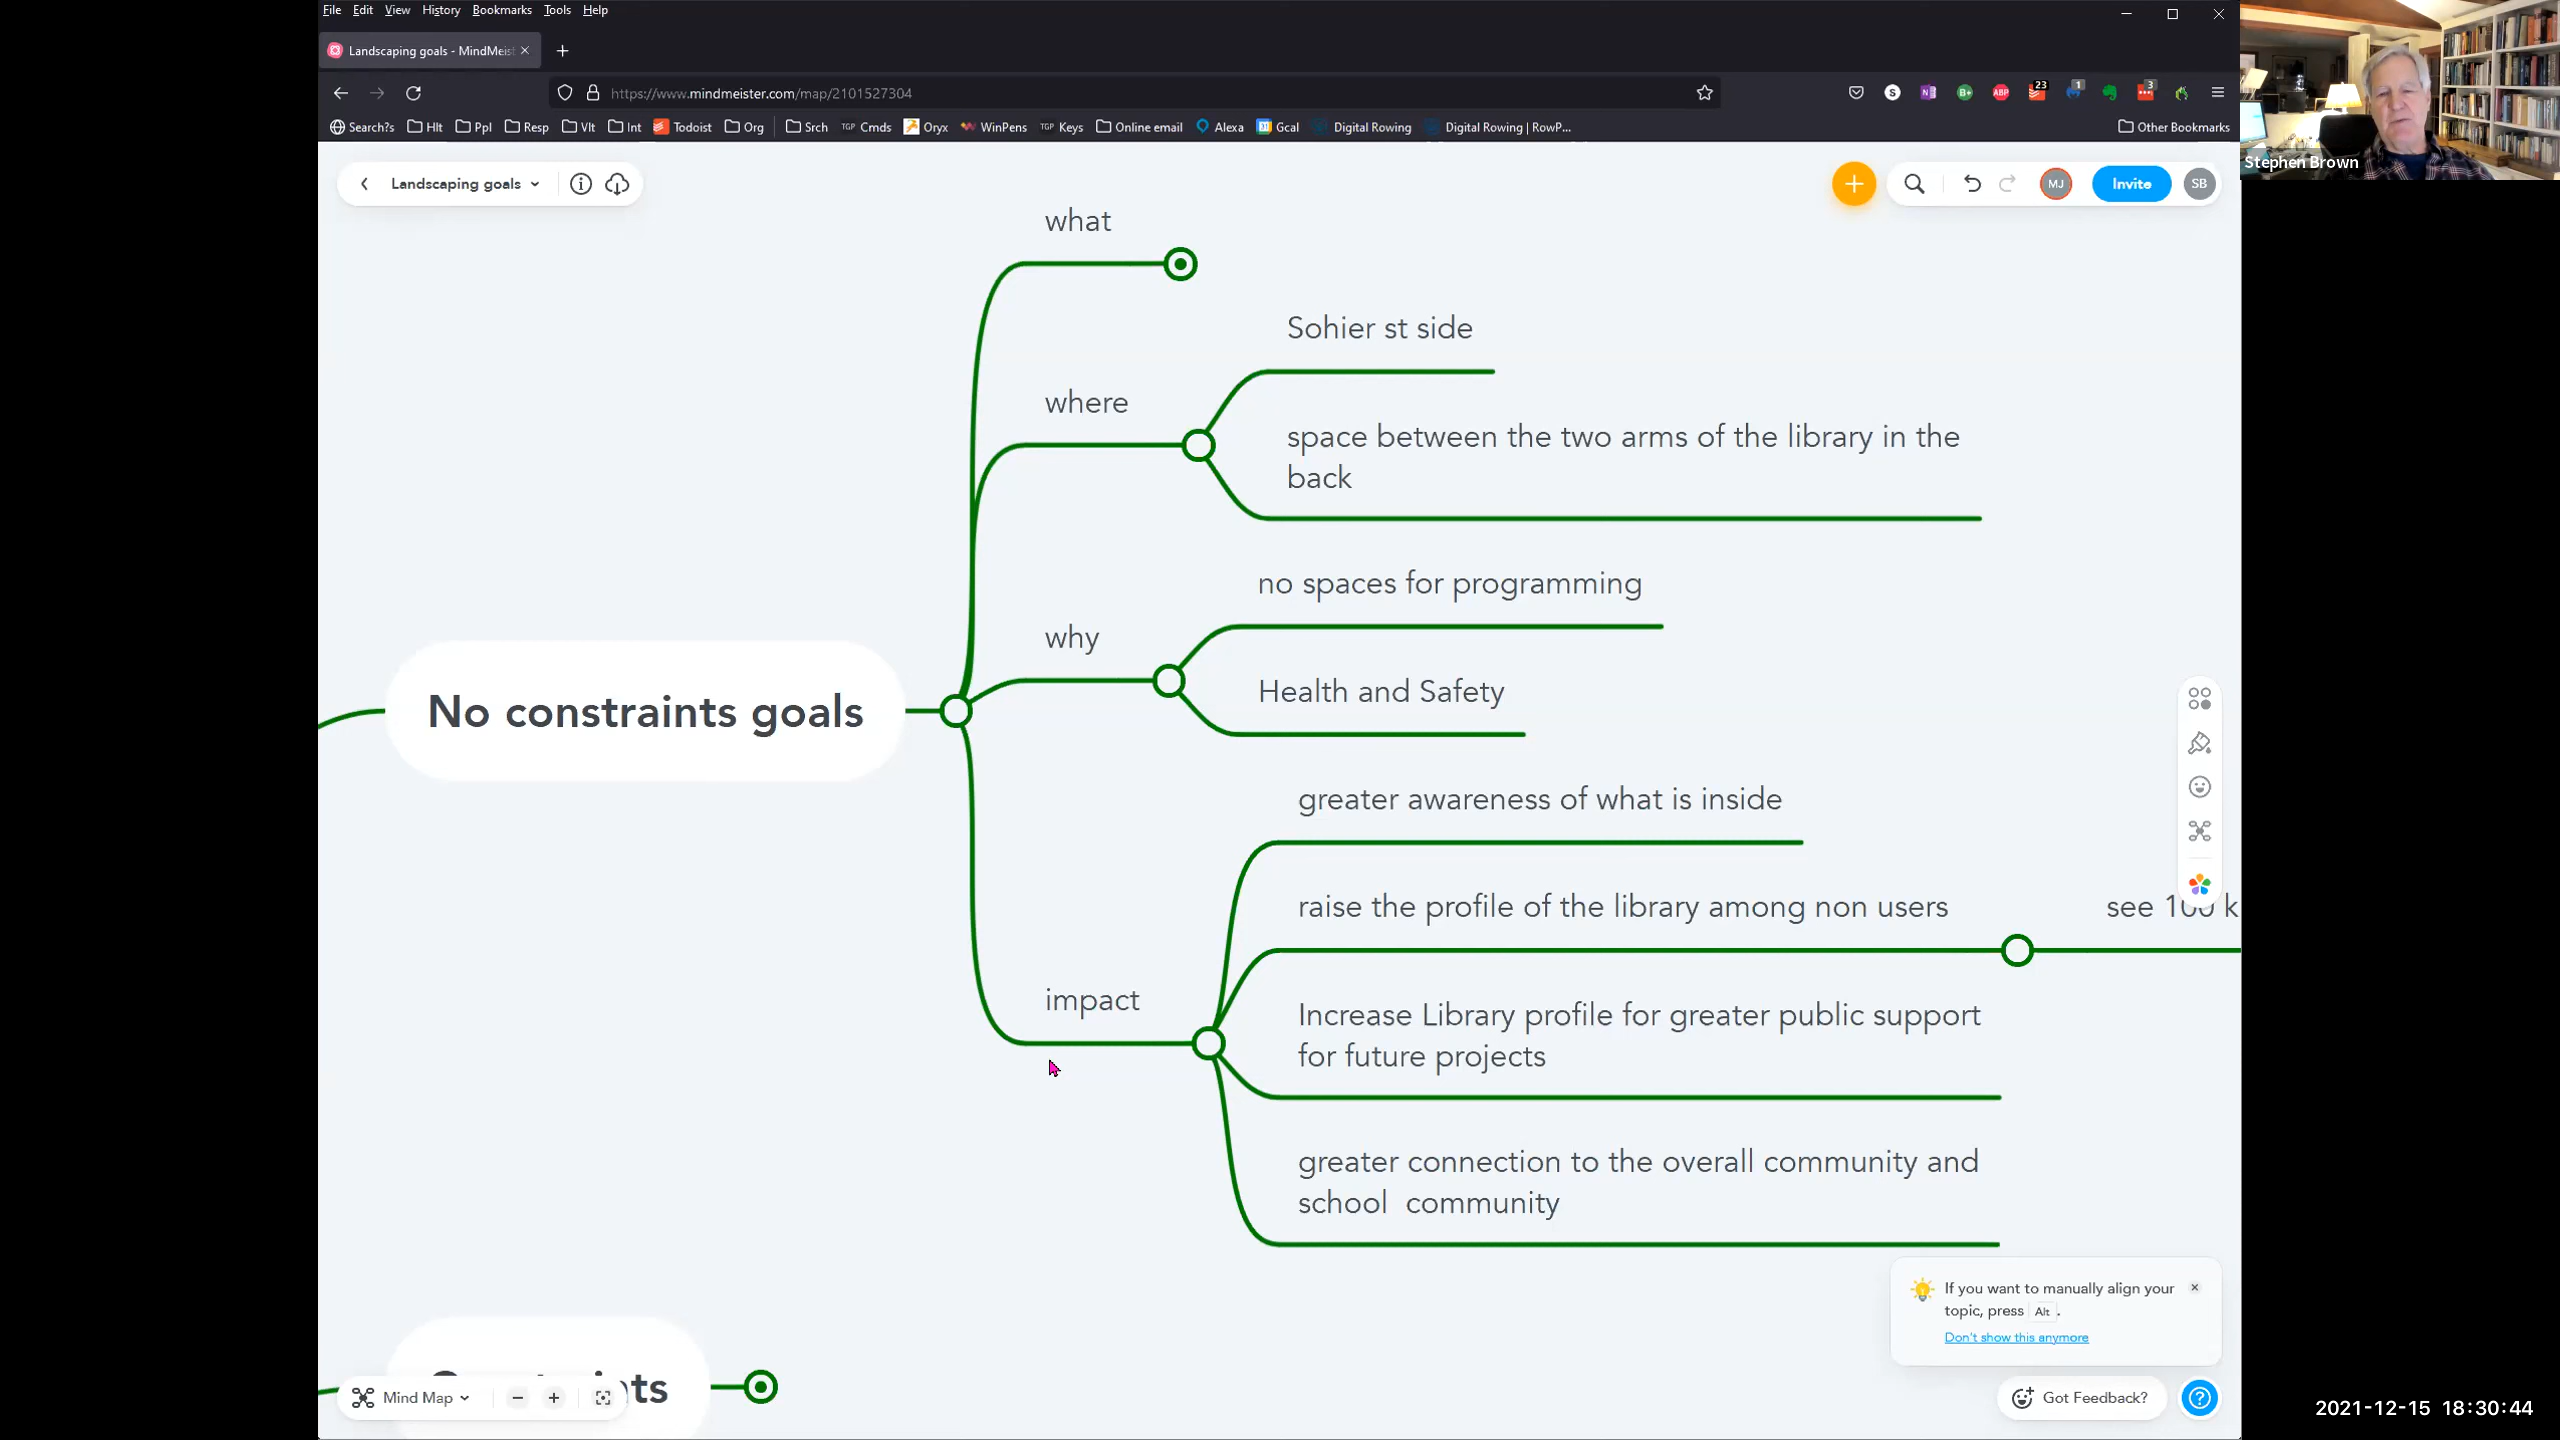 File Edit View History Bookmarks Tools Help
Landscaping goals - MindMeist
https://www.mindmeister.com/map/2101527304
23 1 3
Search?s Hlt Ppl Resp Vlt Int Todoist Org Srch TGP Cmds Oryx WinPens TGP Keys Online email Alexa Gcal Digital Rowing Digital Rowing | RowP... Other Bookmarks
Stephen Brown
Landscaping goals
MJ Invite SB
what
Sohier st side
where
space between the two arms of the library in the
back
no spaces for programming
why
Health and Safety
No constraints goals
greater awareness of what is inside
raise the profile of the library among non users
see 100 k
impact
Increase Library profile for greater public support
for future projects
greater connection to the overall community and
school community
If you want to manually align your
topic, press Alt .
Don't show this anymore
Mind Map
Got Feedback?
2021-12-15 18:30:44